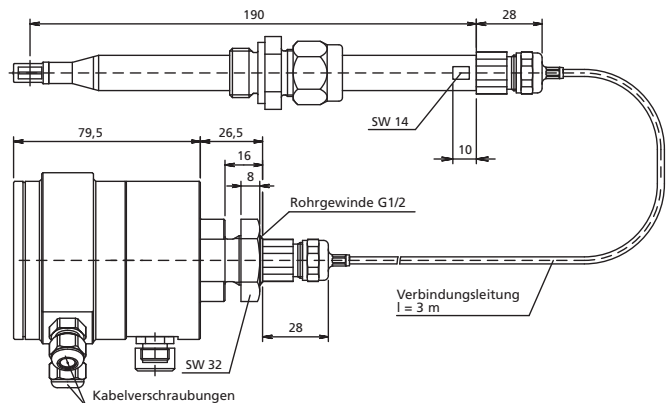 190
28
SW 14
79,5
26,5
10
16
8
Rohrgewinde G1/2
Verbindungsleitung
l = 3 m
28
SW 32
Kabelverschraubungen